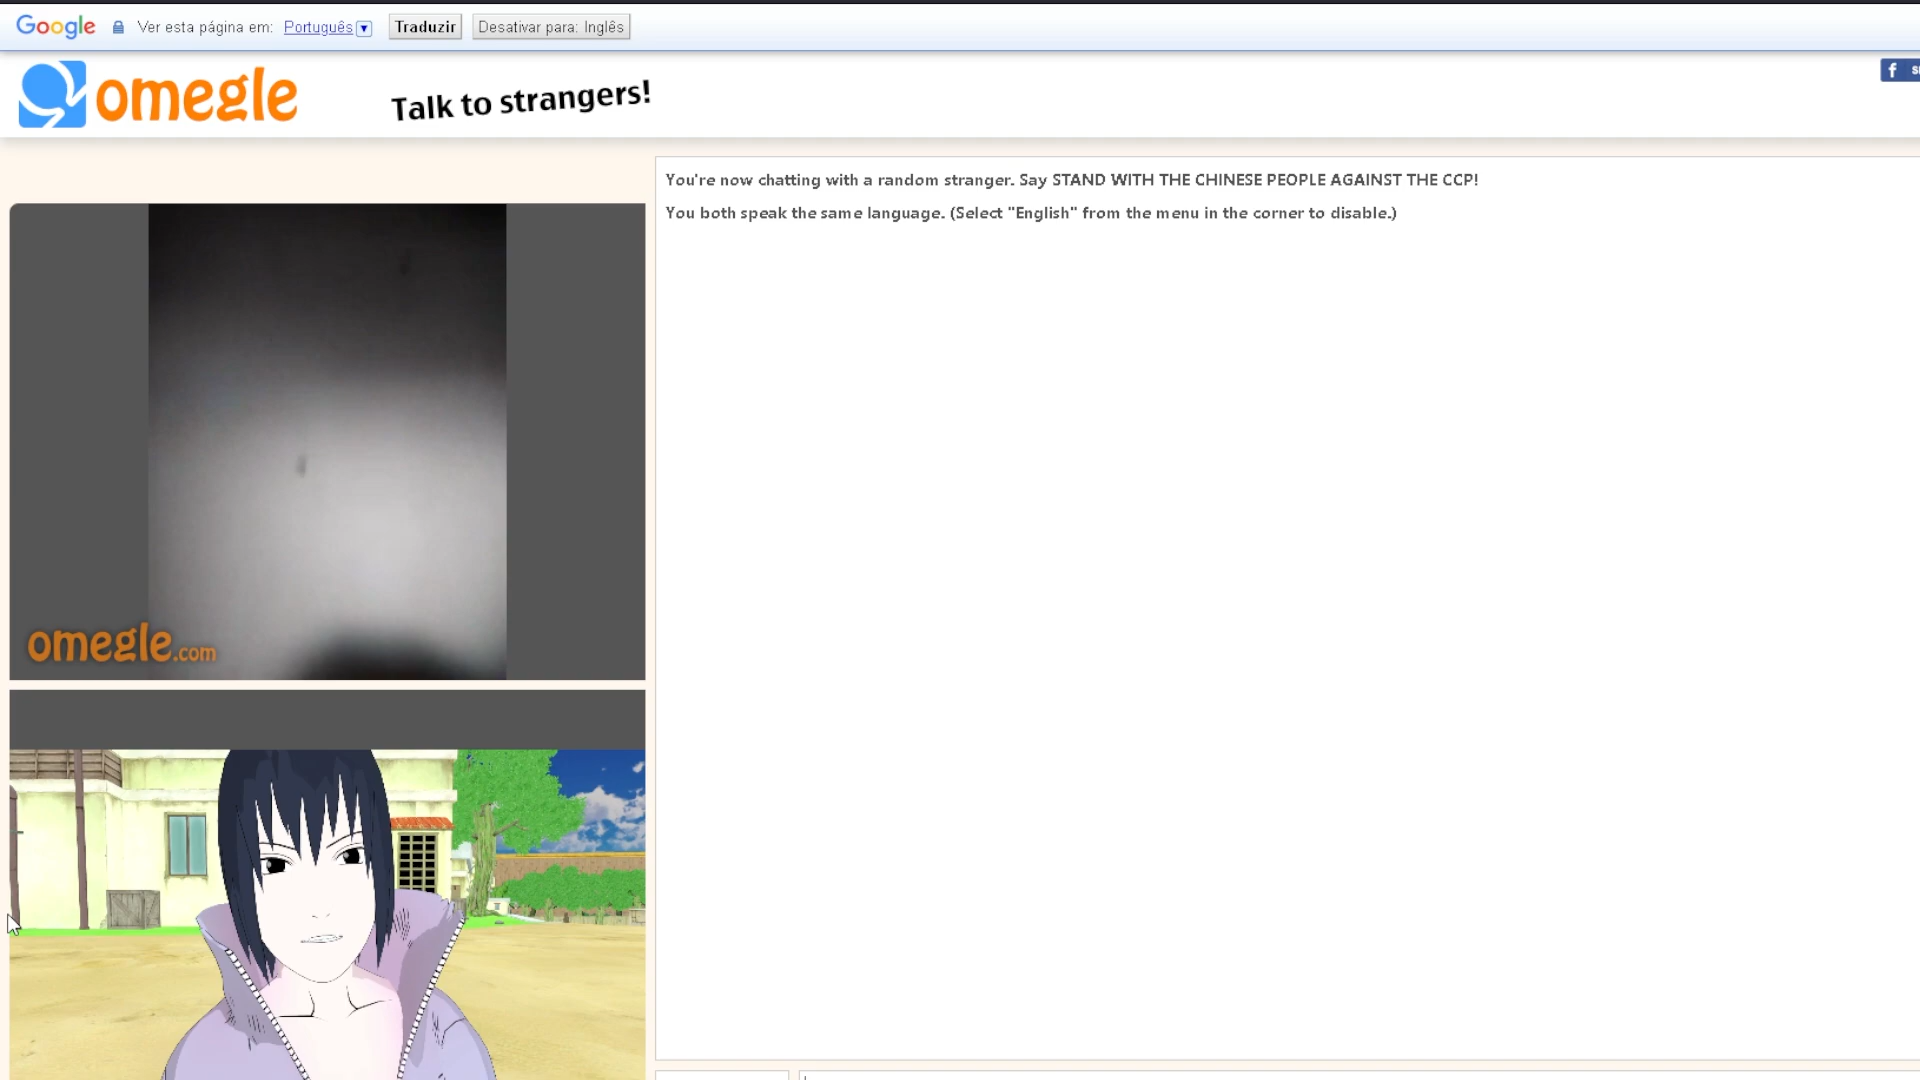 Google Ver esta página em: Português Traduzir Desativar para: Inglês
omegle Talk to strangers!
f
You're now chatting with a random stranger. Say STAND WITH THE CHINESE PEOPLE AGAINST THE CCP!
You both speak the same language. (Select "English" from the menu in the corner to disable.)
omegle.com